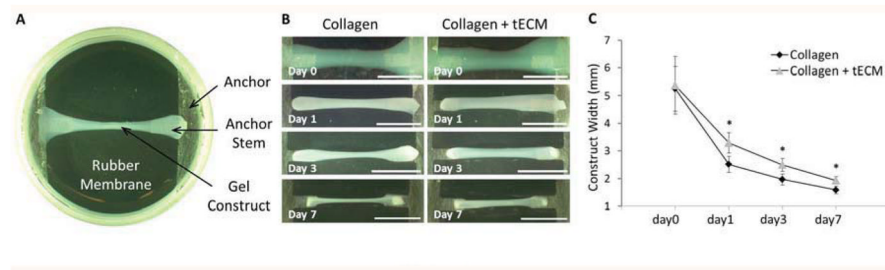 A
Anchor
Anchor
Stem
Rubber
Membrane
Gel
Construct
B
Collagen
Collagen + tECM
Day 0
Day 0
Day 1
Day 1
Day 3
Day 3
Day 7
Day 7
C
Construct Width (mm)
7
6
5
4
3
2
1
Collagen
Collagen + tECM
*
*
*
day0
day1
day3
day7